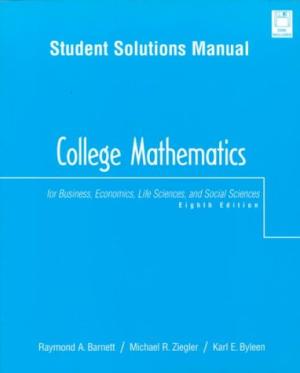 Student Solutions Manual
College Mathematics
for Business, Economics, Life Sciences, and Social Sciences
Eighth Edition
Raymond A. Barnett / Michael R. Ziegler / Karl E. Byleen